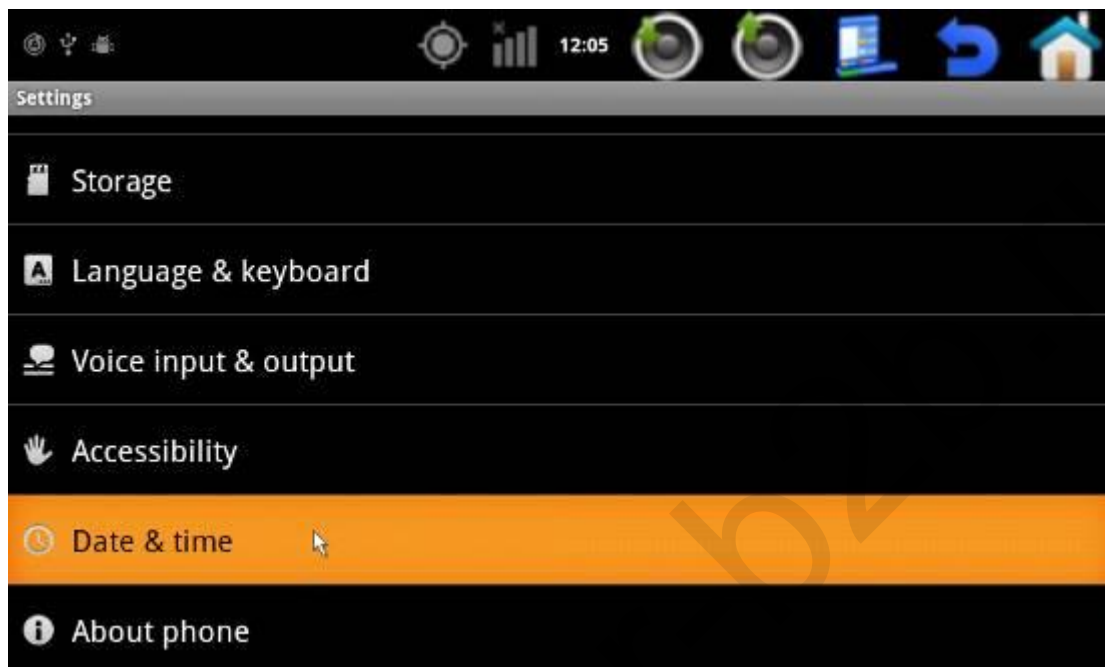 12:05
Settings
Storage
Language & keyboard
Voice input & output
Accessibility
Date & time
About phone